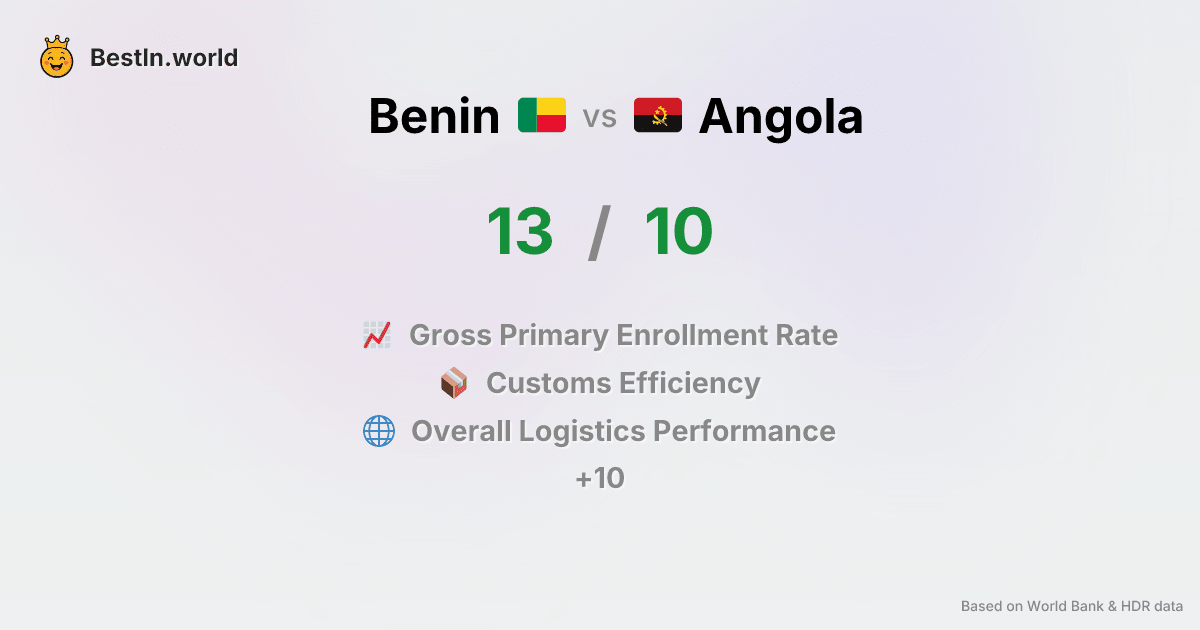 BestIn.world
Benin vs Angola
13 / 10
Gross Primary Enrollment Rate
Customs Efficiency
Overall Logistics Performance
+10
Based on World Bank & HDR data